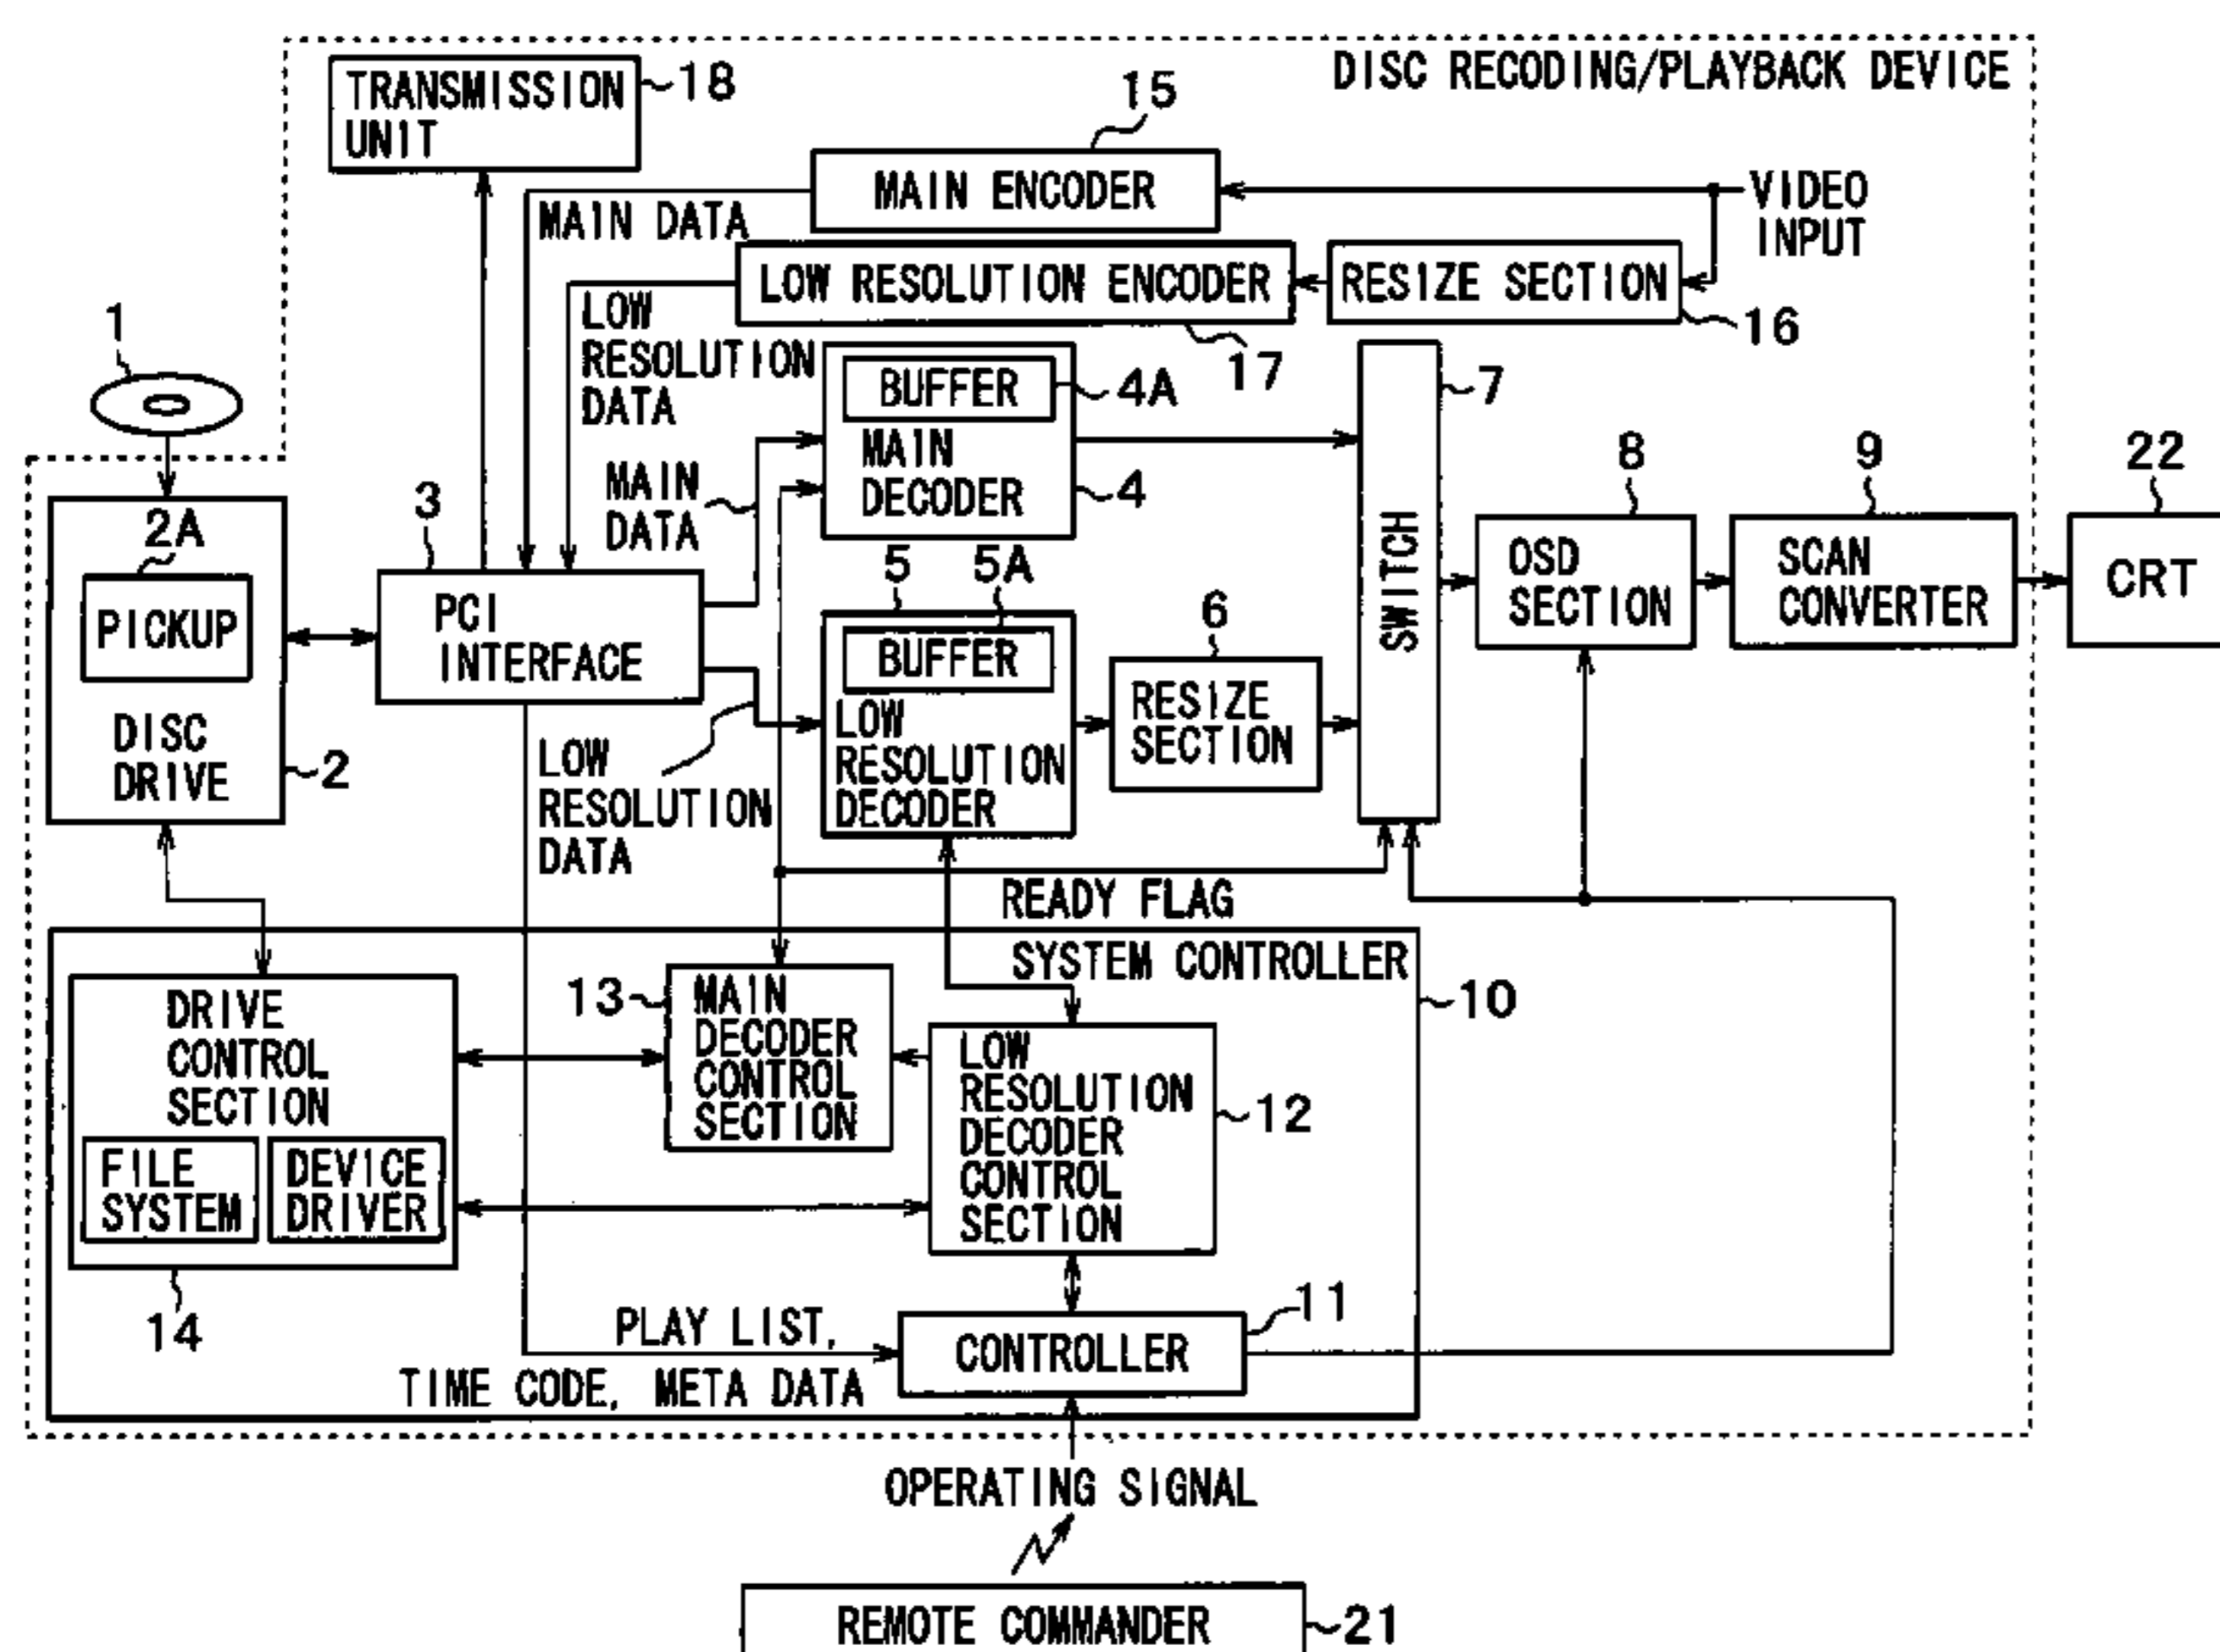 DISC RECODING/PLAYBACK DEVICE
TRANSMISSION
UNIT
18
15
MAIN ENCODER
VIDEO
INPUT
MAIN DATA
LOW RESOLUTION ENCODER
RESIZE SECTION
16
17
LOW
RESOLUTION
DATA
1
BUFFER
4A
MAIN
DECODER
4
7
SWITCH
MAIN
DATA
3
PCI
INTERFACE
2A
PICKUP
DISC
DRIVE
2
5
5A
BUFFER
LOW
RESOLUTION
DECODER
6
RESIZE
SECTION
8
OSD
SECTION
9
SCAN
CONVERTER
22
CRT
LOW
RESOLUTION
DATA
READY FLAG
SYSTEM CONTROLLER
10
DRIVE
CONTROL
SECTION
FILE
SYSTEM
DEVICE
DRIVER
14
13
MAIN
DECODER
CONTROL
SECTION
LOW
RESOLUTION
DECODER
CONTROL
SECTION
12
11
PLAY LIST,
TIME CODE, META DATA
CONTROLLER
OPERATING SIGNAL
REMOTE COMMANDER
21